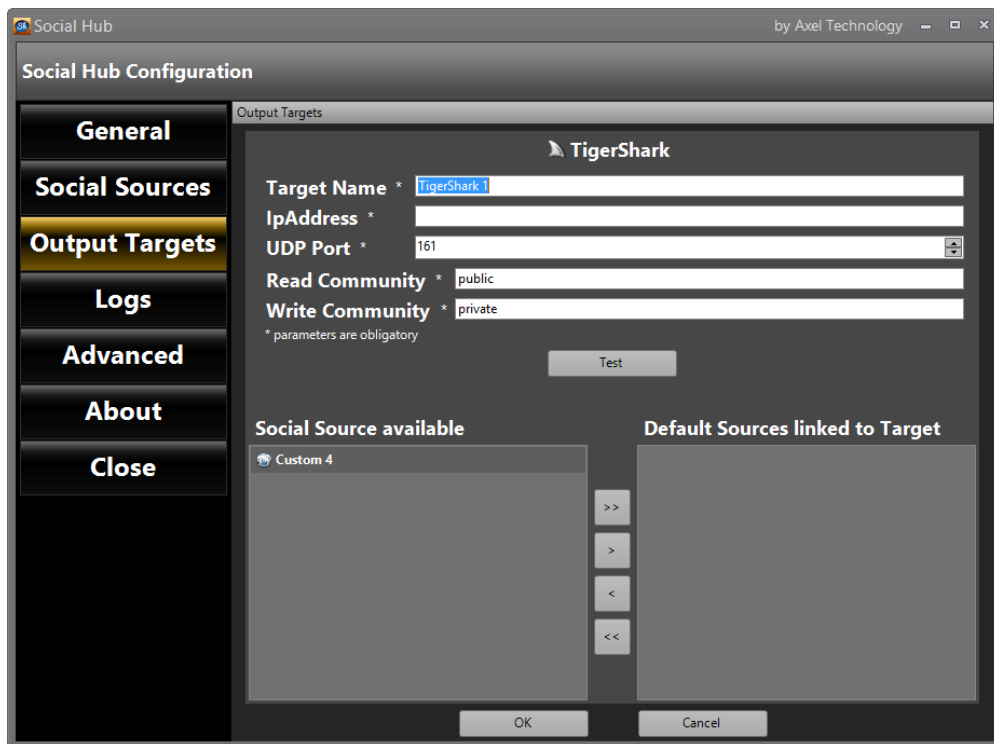 Social Hub
by Axel Technology
Social Hub Configuration
General
Social Sources
Output Targets
Logs
Advanced
About
Close
Output Targets
TigerShark
Target Name *
TigerShark 1
IpAddress *
UDP Port *
161
Read Community *
public
Write Community *
private
* parameters are obligatory
Test
Social Source available
Default Sources linked to Target
Custom 4
>>
>
<
<<
OK
Cancel